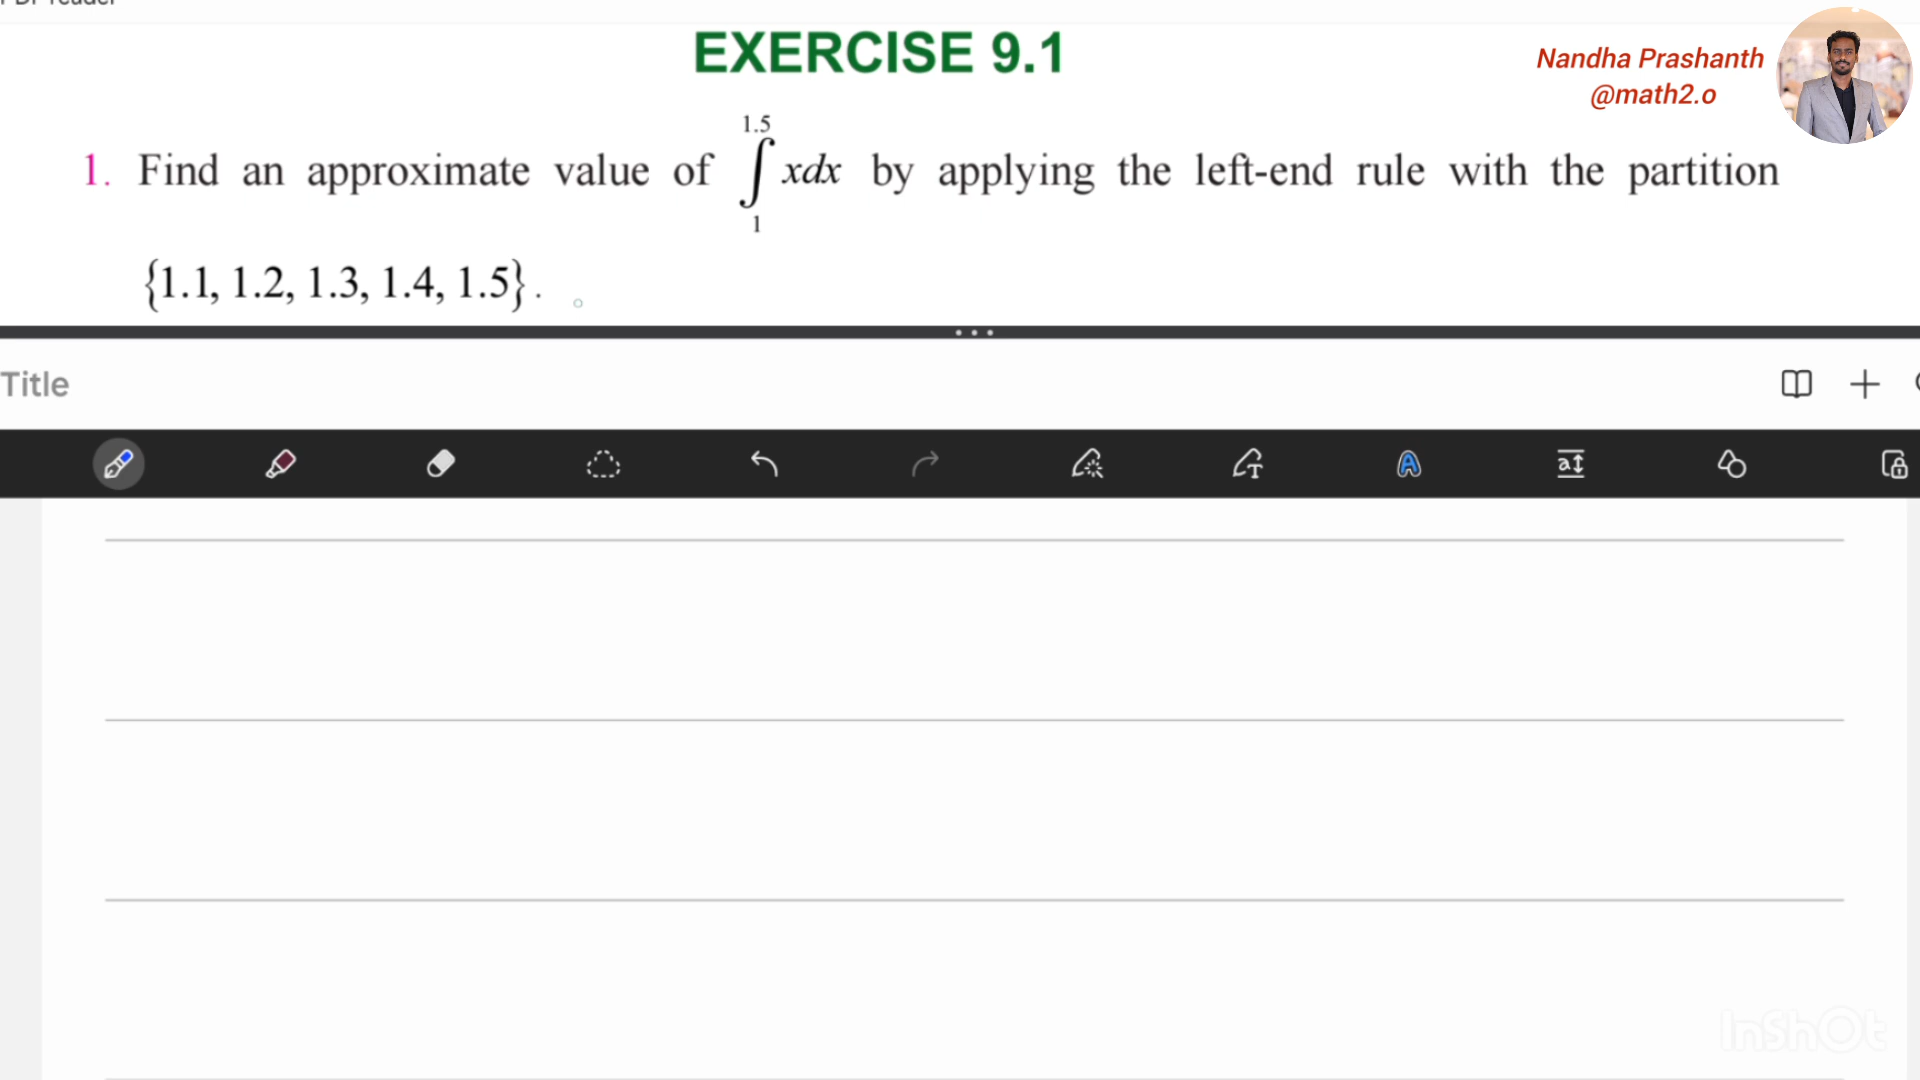 EXERCISE 9.1
Nandha Prashanth
@math2.o
1. Find an approximate value of ∫₁^1.5 xdx by applying the left-end rule with the partition
{1.1, 1.2, 1.3, 1.4, 1.5}.
Title
InShOt